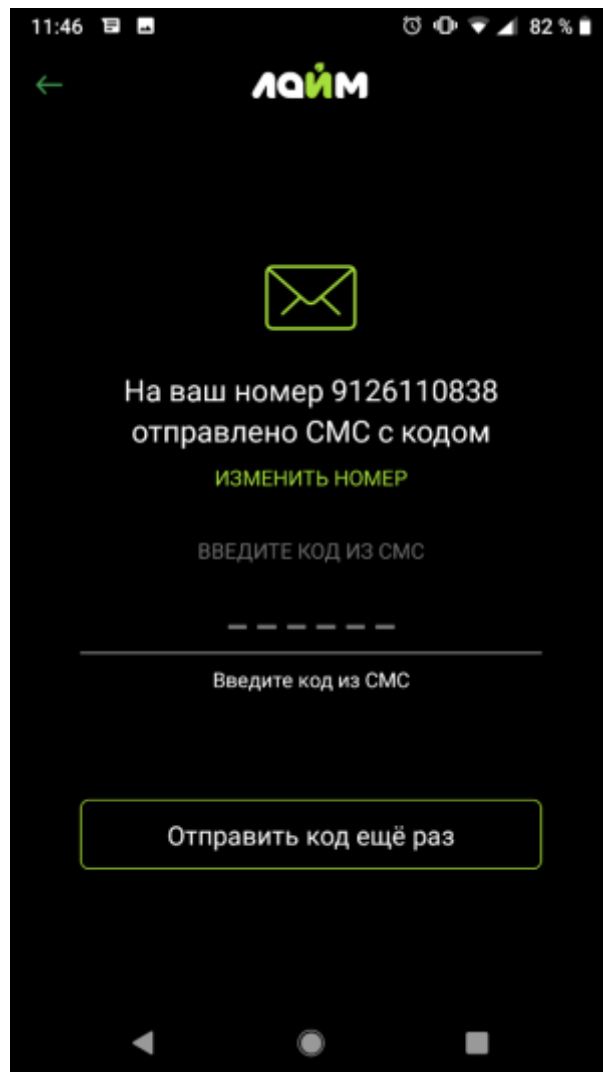 11:46 82 %
лайм
На ваш номер 9126110838
отправлено СМС с кодом
ИЗМЕНИТЬ НОМЕР
ВВЕДИТЕ КОД ИЗ СМС
Введите код из СМС
Отправить код ещё раз